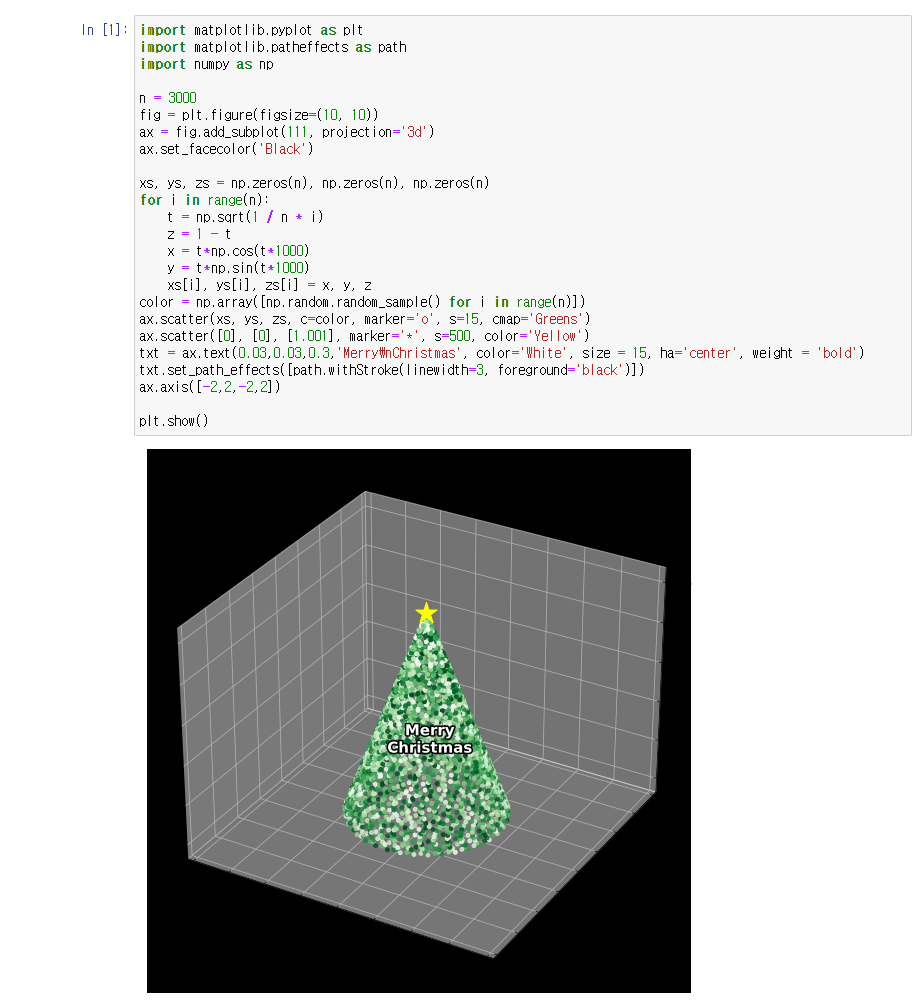 In [1]:
import matplotlib.pyplot as plt
import matplotlib.patheffects as path
import numpy as np
n = 3000
fig = plt.figure(figsize=(10, 10))
ax = fig.add_subplot(111, projection='3d')
ax.set_facecolor('Black')
xs, ys, zs = np.zeros(n), np.zeros(n), np.zeros(n)
for i in range(n):
    t = np.sqrt(1 / n * i)
    z = 1 - t
    x = t*np.cos(t*1000)
    y = t*np.sin(t*1000)
    xs[i], ys[i], zs[i] = x, y, z
color = np.array([np.random.random_sample() for i in range(n)])
ax.scatter(xs, ys, zs, c=color, marker='o', s=15, cmap='Greens')
ax.scatter([0], [0], [1.001], marker='*', s=500, color='Yellow')
txt = ax.text(0.03,0.03,0.3,'Merry₩nChristmas', color='White', size = 15, ha='center', weight = 'bold')
txt.set_path_effects([path.withStroke(linewidth=3, foreground='black')])
ax.axis([-2,2,-2,2])
plt.show()
Merry
Christmas